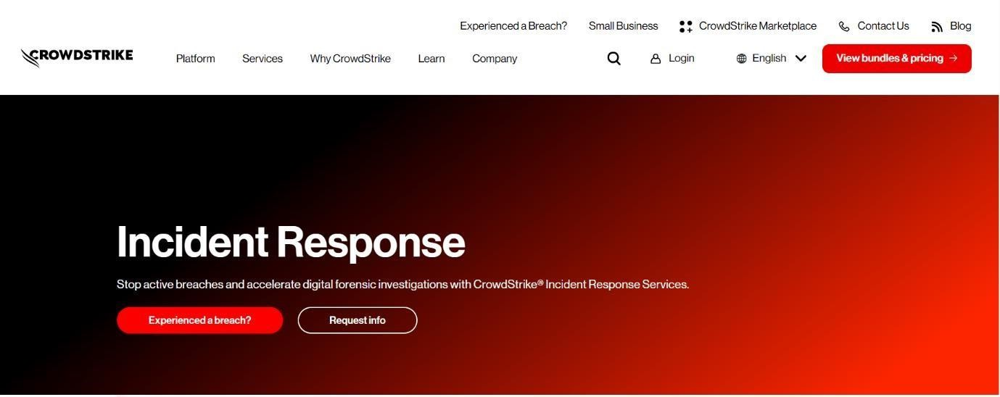 Experienced a Breach? Small Business CrowdStrike Marketplace Contact Us Blog
CROWDSTRIKE Platform Services Why CrowdStrike Learn Company Login English View bundles & pricing →
Incident Response
Stop active breaches and accelerate digital forensic investigations with CrowdStrike® Incident Response Services.
Experienced a breach? Request info